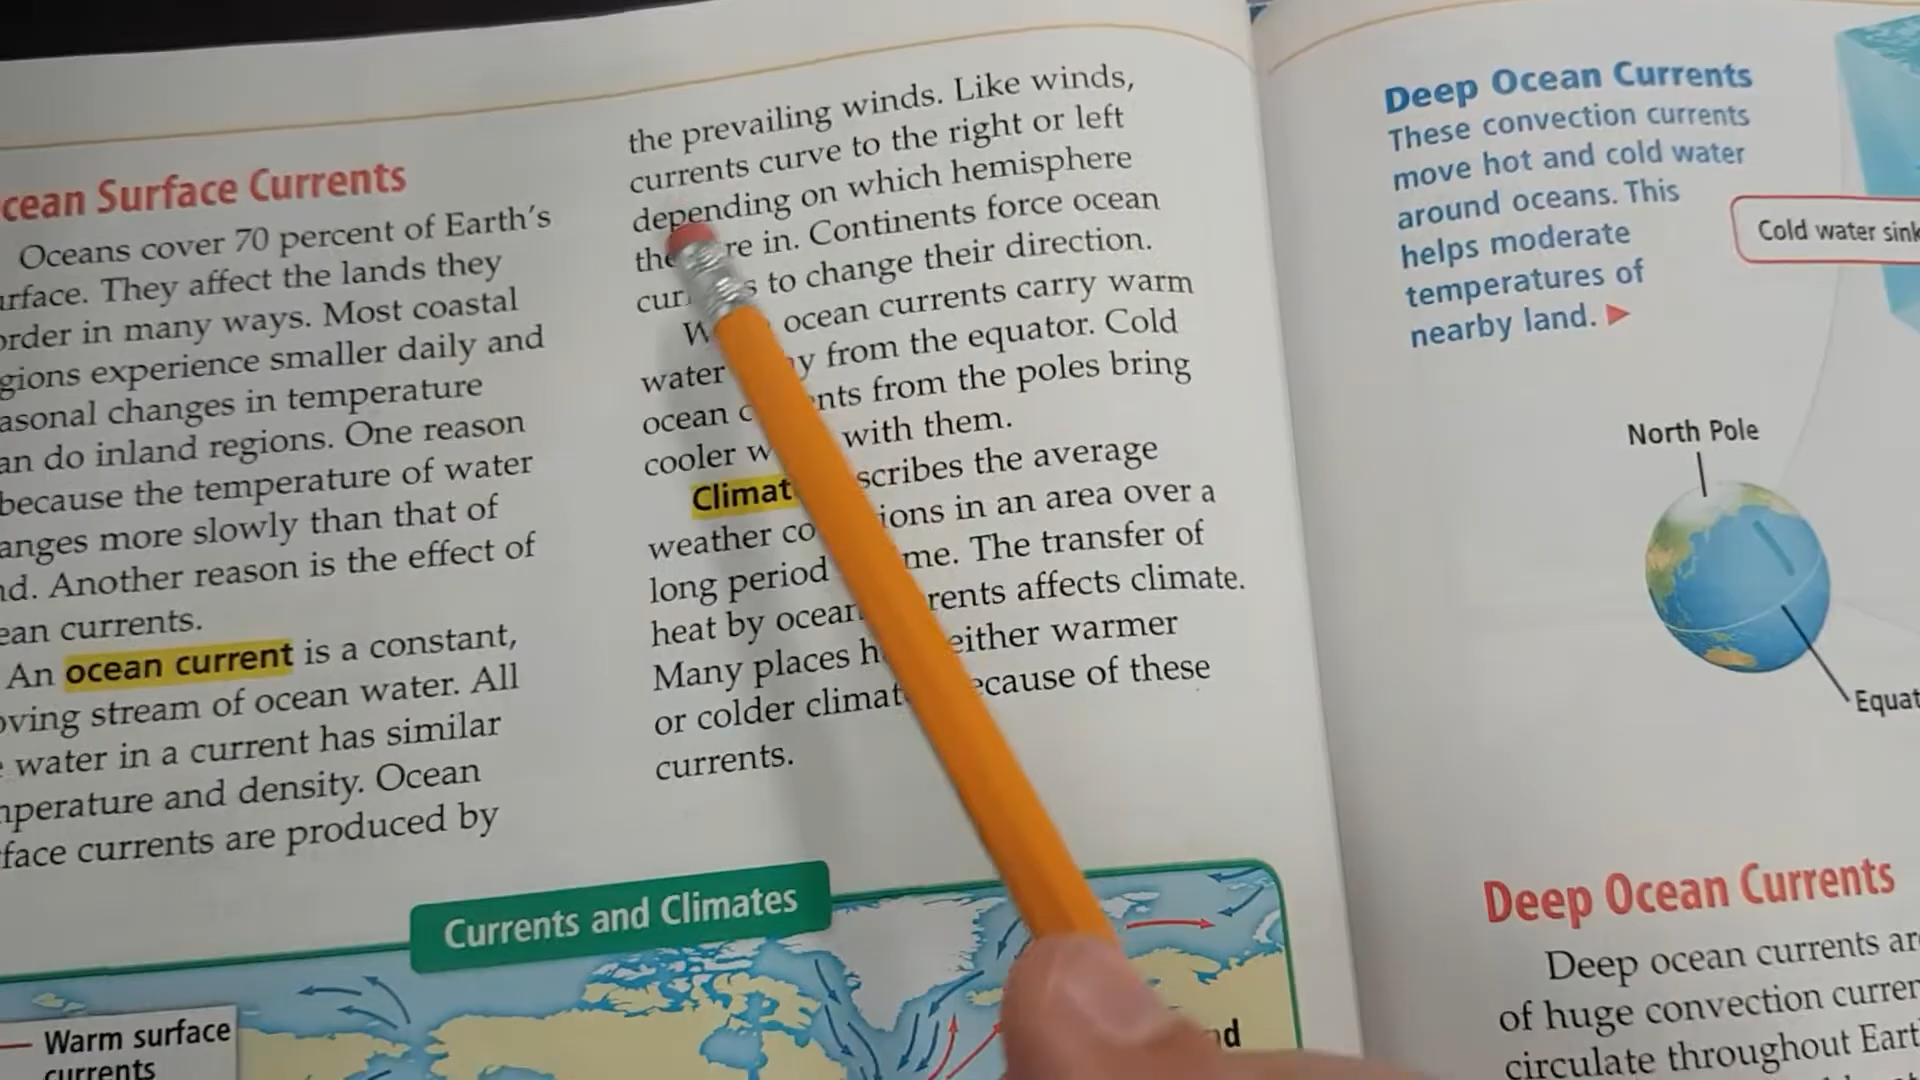 cean Surface Currents
Oceans cover 70 percent of Earth's
urface. They affect the lands they
order in many ways. Most coastal
gions experience smaller daily and
asonal changes in temperature
an do inland regions. One reason
because the temperature of water
anges more slowly than that of
nd. Another reason is the effect of
ean currents.
An ocean current is a constant,
oving stream of ocean water. All
e water in a current has similar
mperature and density. Ocean
face currents are produced by
the prevailing winds. Like winds,
currents curve to the right or left
depending on which hemisphere
the re in. Continents force ocean
cur s to change their direction.
W ocean currents carry warm
water y from the equator. Cold
ocean c nts from the poles bring
cooler w with them.
Climat scribes the average
weather co ions in an area over a
long period me. The transfer of
heat by ocean rents affects climate.
Many places h either warmer
or colder climat ecause of these
currents.
Currents and Climates
Warm surface
currents
nd
Deep Ocean Currents
These convection currents
move hot and cold water
around oceans. This
helps moderate
temperatures of
nearby land.
Cold water sink
North Pole
Equat
Deep Ocean Currents
Deep ocean currents ar
of huge convection curren
circulate throughout Eart